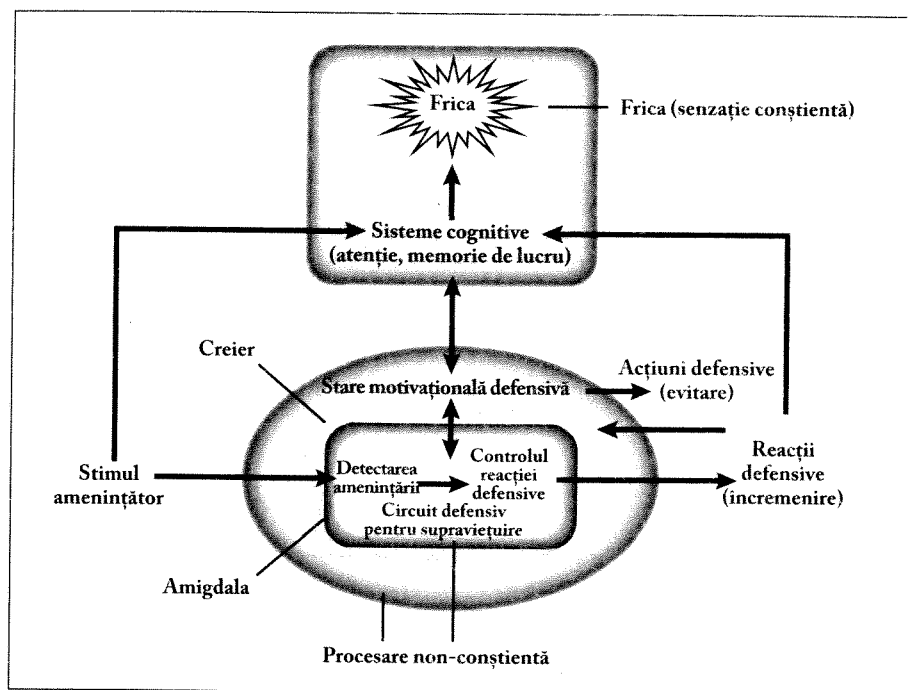 Frica
Frica (senzație conștientă)
Sisteme cognitive
(atenție, memorie de lucru)
Creier
Stare motivațională defensivă
Acțiuni defensive
(evitare)
Stimul
amenințător
Detectarea
amenințării
Controlul
reacției
defensive
Circuit defensiv
pentru supraviețuire
Reacții
defensive
(incremenire)
Amigdala
Procesare non-conștientă